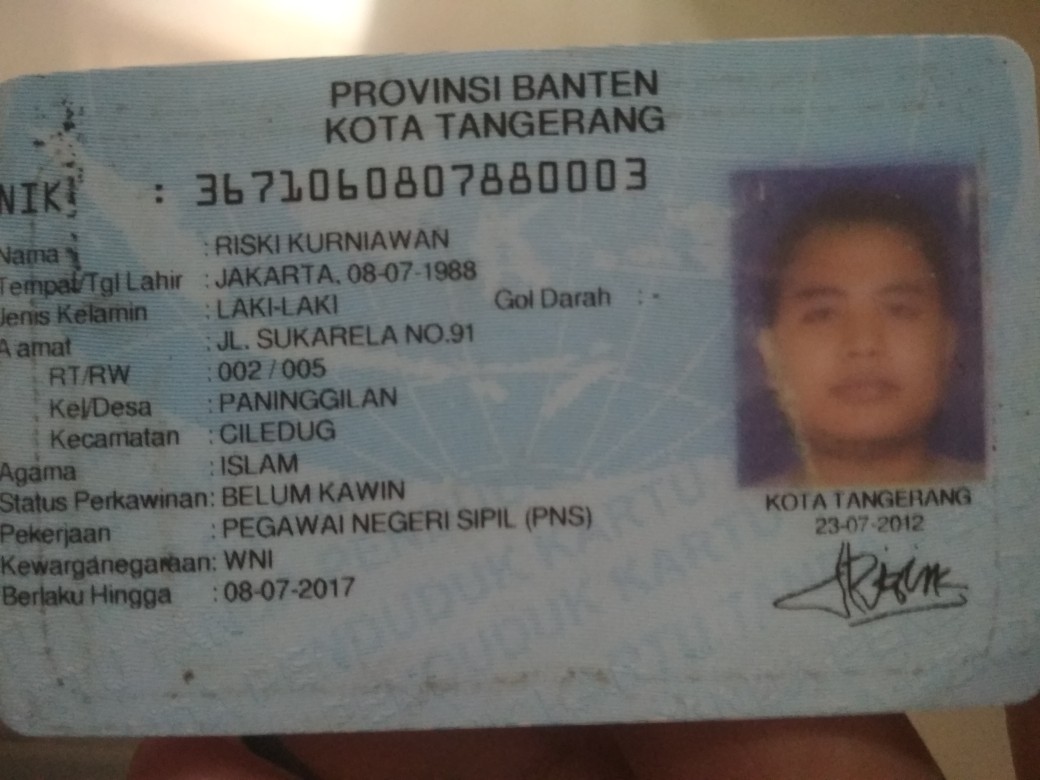 PROVINSI BANTEN
KOTA TANGERANG
NIK : 3671060807880003
Nama : RISKI KURNIAWAN
Tempat/Tgl Lahir : JAKARTA, 08-07-1988
Jenis Kelamin : LAKI-LAKI Gol Darah : -
A amat : JL. SUKARELA NO.91
RT/RW : 002 / 005
Kel/Desa : PANINGGILAN
Kecamatan : CILEDUG
Agama : ISLAM
Status Perkawinan: BELUM KAWIN
Pekerjaan : PEGAWAI NEGERI SIPIL (PNS)
Kewarganegaraan: WNI
Berlaku Hingga : 08-07-2017
KOTA TANGERANG
23-07-2012